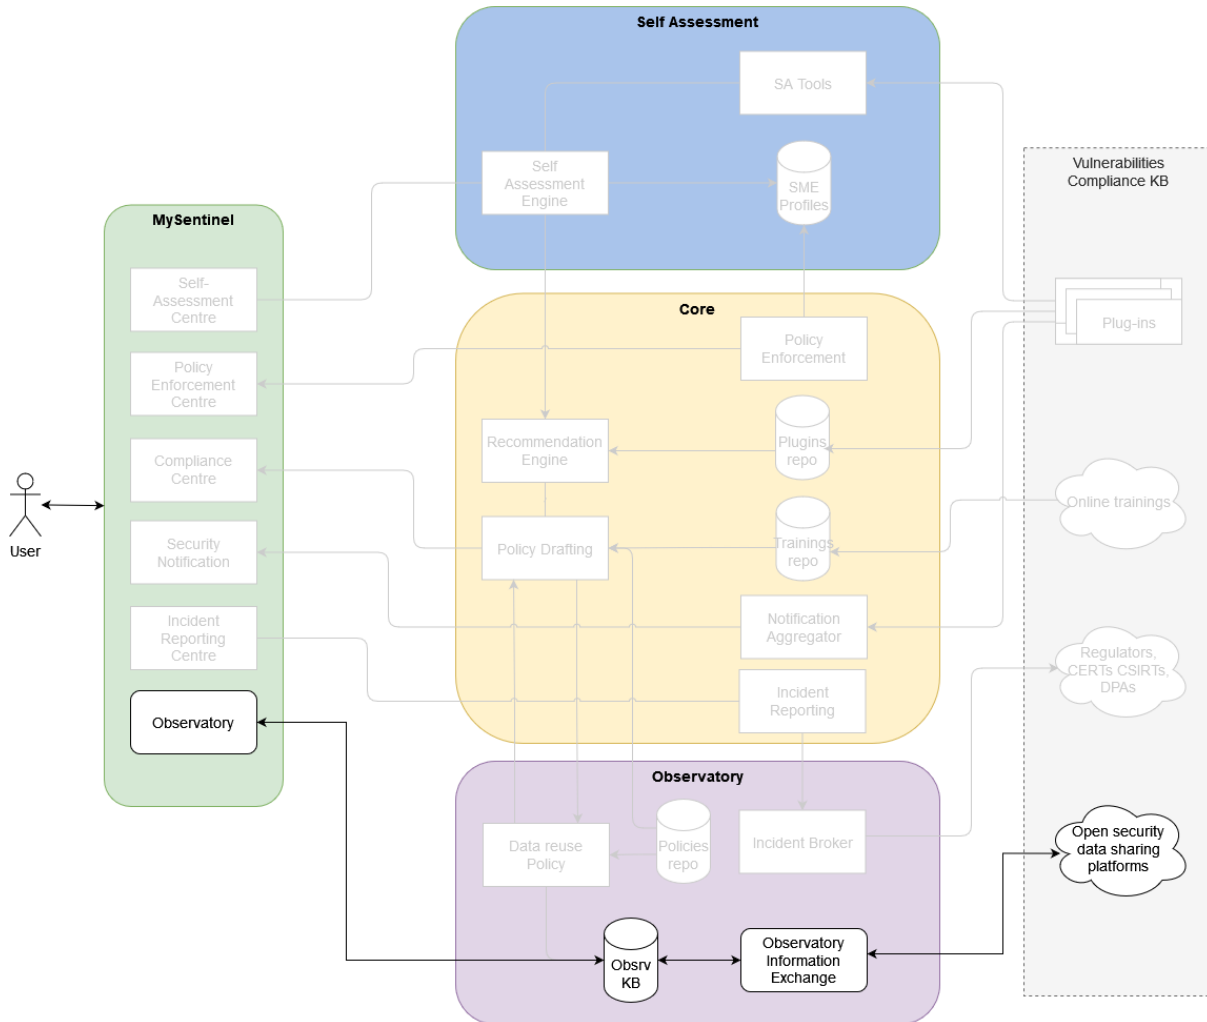 Self Assessment
SA Tools
Self
Assessment
Engine
SME
Profiles
Vulnerabilities
Compliance KB
MySentinel
Self-
Assessment
Centre
Policy
Enforcement
Centre
Compliance
Centre
Security
Notification
Incident
Reporting
Centre
Observatory
User
Core
Policy
Enforcement
Recommendation
Engine
Plugins
repo
Policy Drafting
Trainings
repo
Notification
Aggregator
Incident
Reporting
Plug-ins
Online trainings
Regulators,
CERTs CSIRTs,
DPAs
Open security
data sharing
platforms
Observatory
Data reuse
Policy
Policies
repo
Incident Broker
Obsrv
KB
Observatory
Information
Exchange